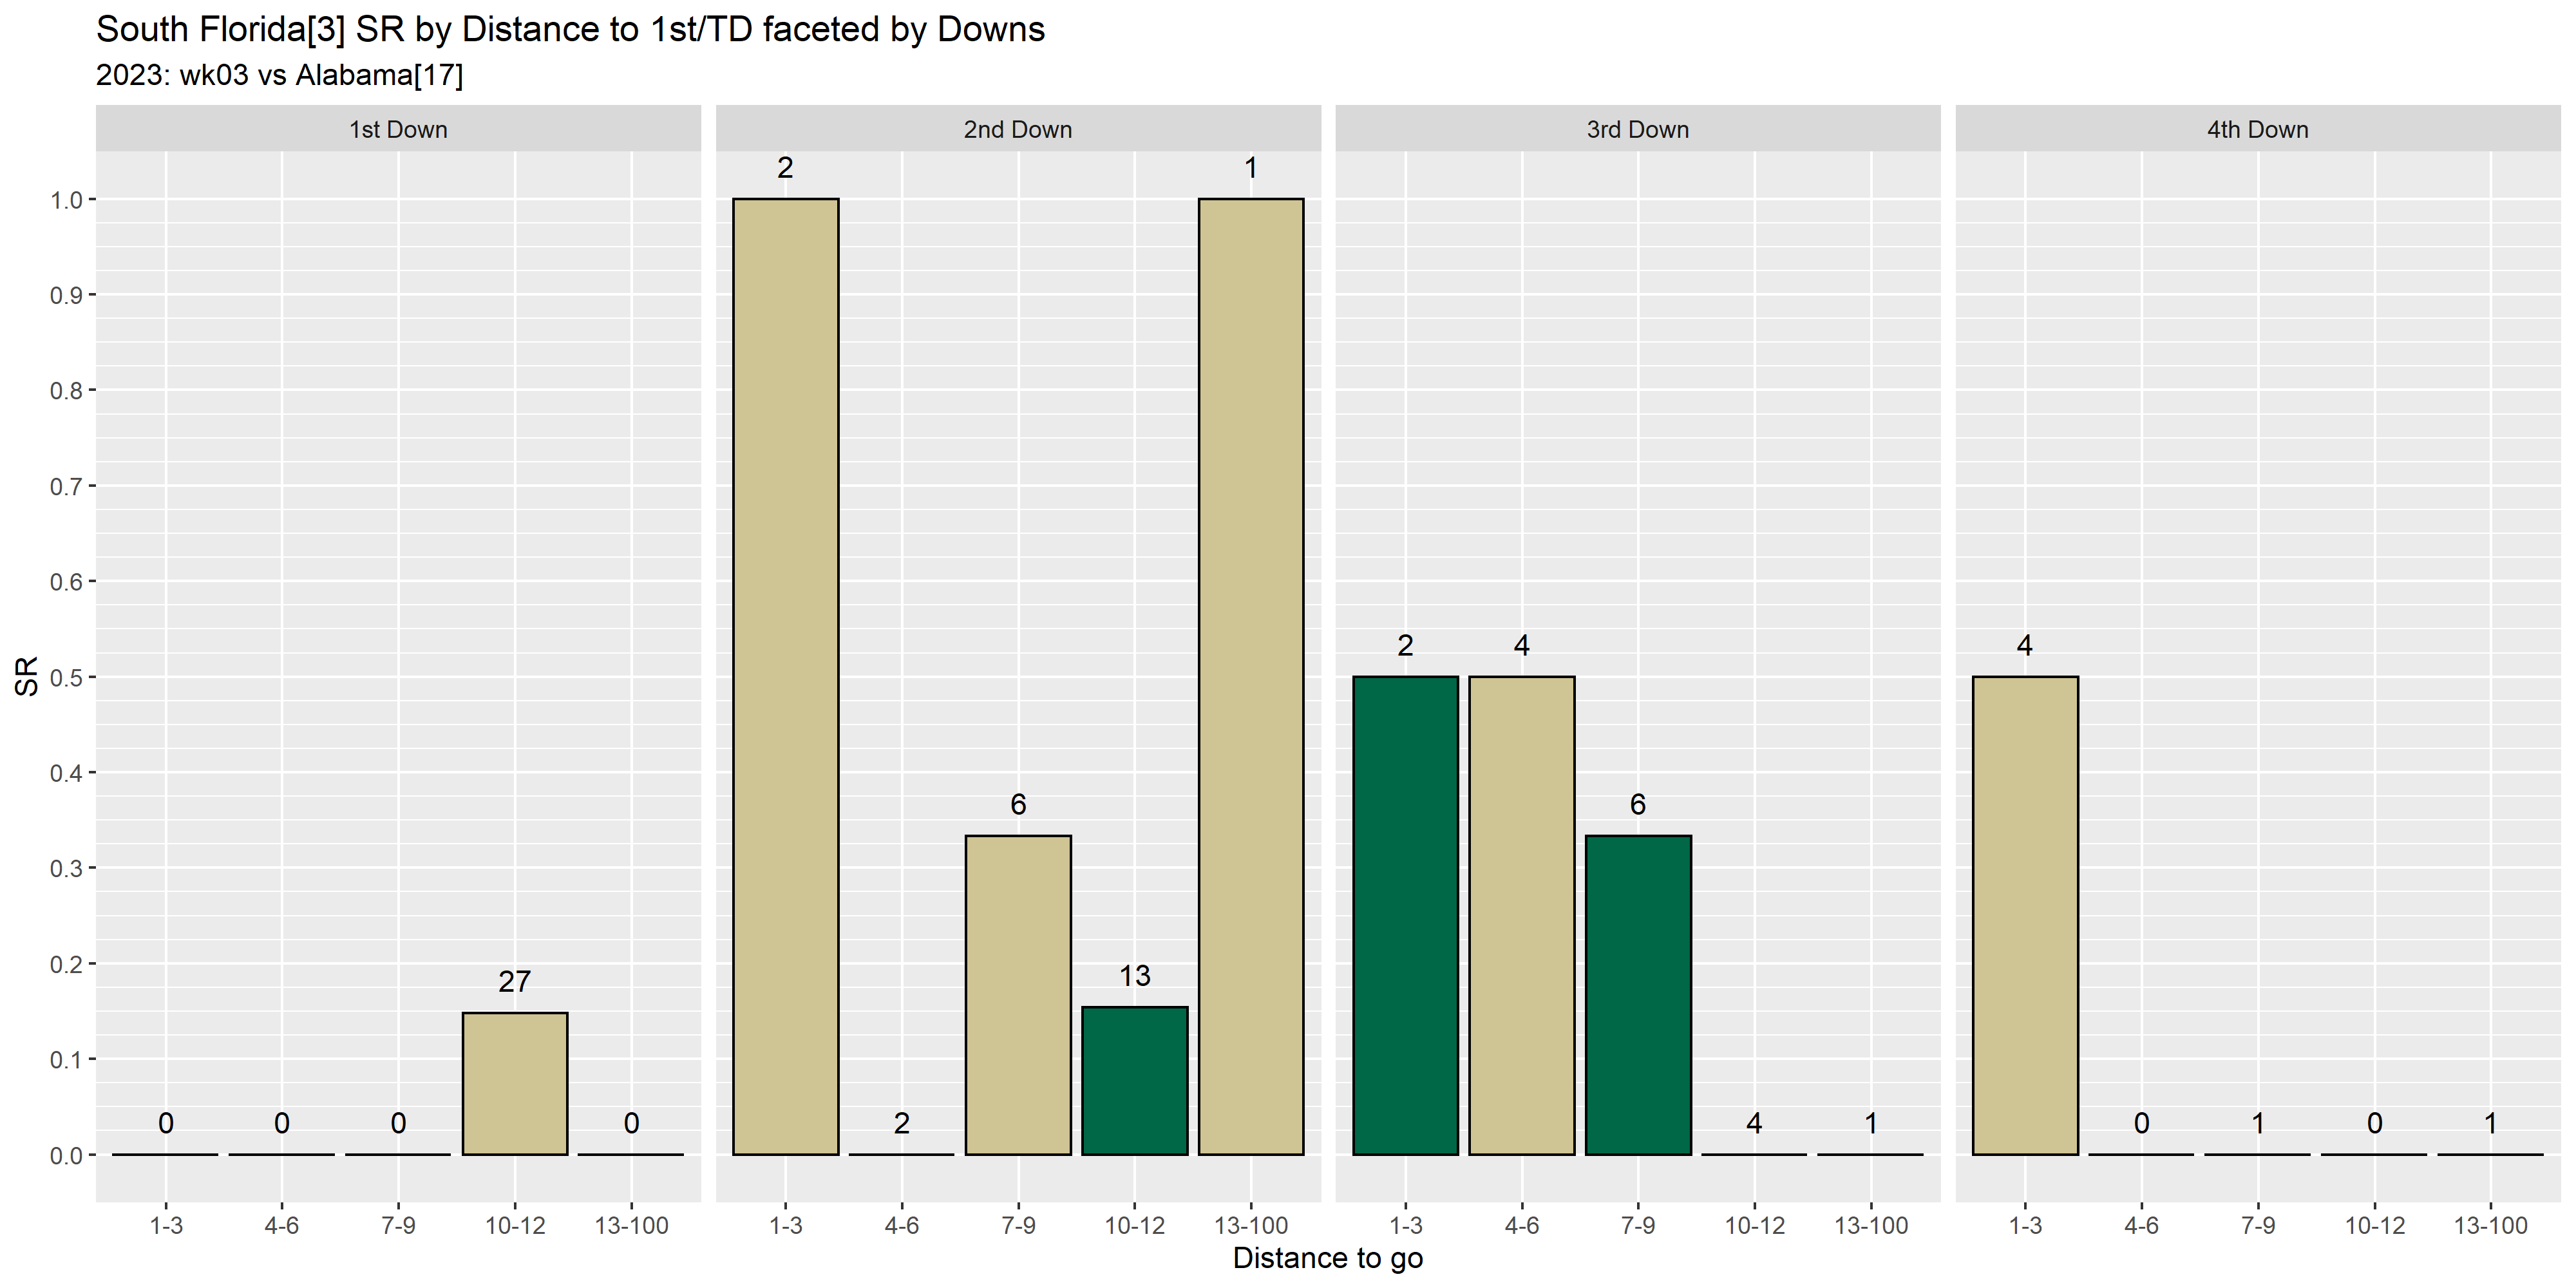 South Florida[3] SR by Distance to 1st/TD faceted by Downs
2023: wk03 vs Alabama[17]
1st Down
2nd Down
3rd Down
4th Down
SR
1.0
0.9
0.8
0.7
0.6
0.5
0.4
0.3
0.2
0.1
0.0
0 0 0 27 0
2 2 6 13 1
2 4 6 4 1
4 0 1 0 1
1-3 4-6 7-9 10-12 13-100
1-3 4-6 7-9 10-12 13-100
1-3 4-6 7-9 10-12 13-100
1-3 4-6 7-9 10-12 13-100
Distance to go